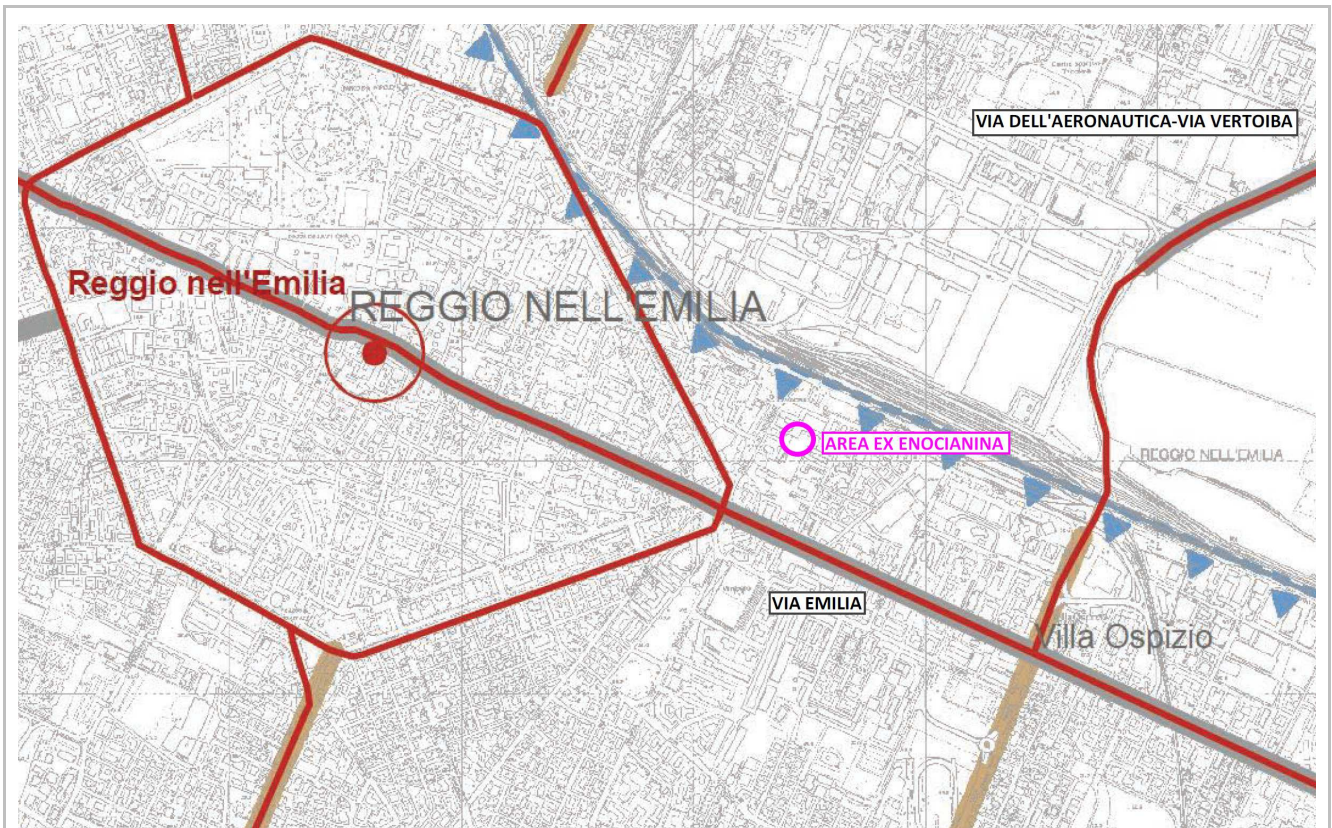 VIA DELL'AERONAUTICA-VIA VERTOIBA
Reggio nell'Emilia
REGGIO NELL'EMILIA
AREA EX ENOCIANINA
REGGIO NELL'EMILIA
VIA EMILIA
Villa Ospizio